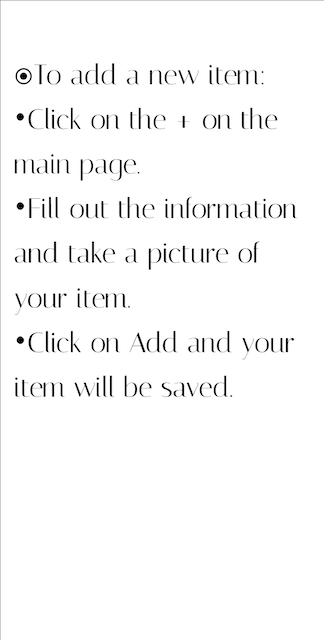 ◉To add a new item:
•Click on the + on the
main page.
•Fill out the information
and take a picture of
your item.
•Click on Add and your
item will be saved.